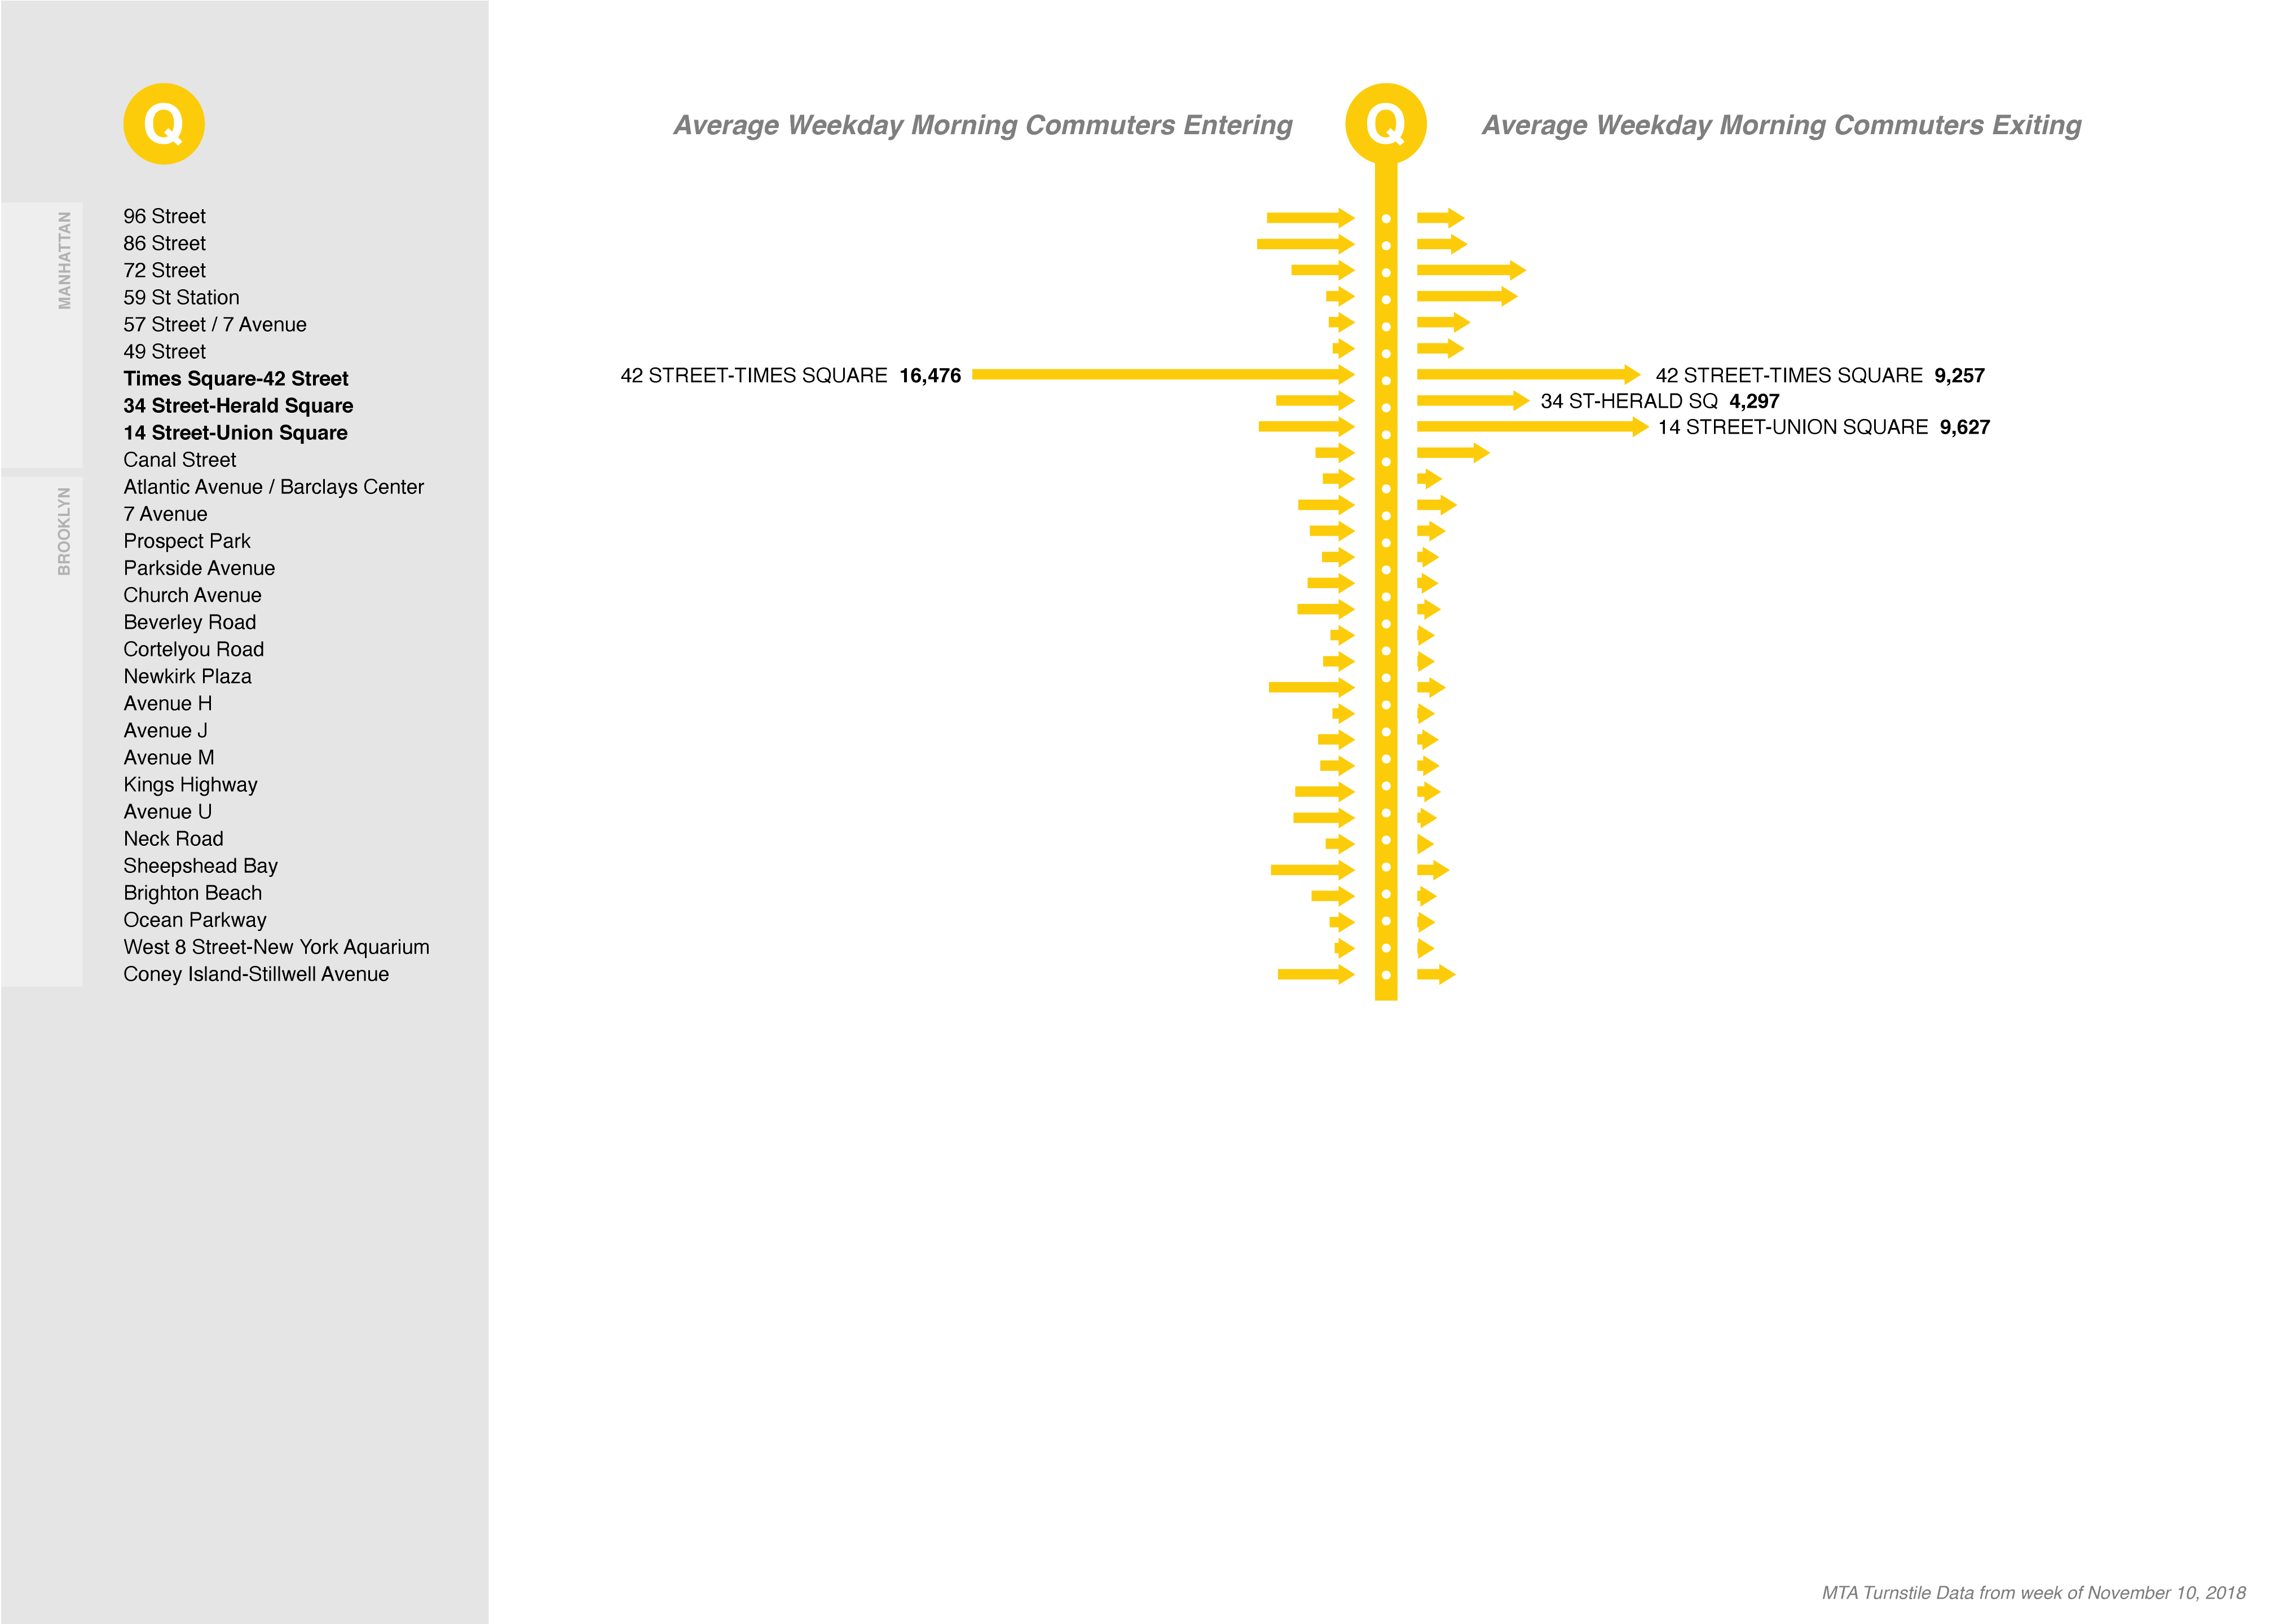 Q
Average Weekday Morning Commuters Entering
Q
Average Weekday Morning Commuters Exiting
MANHATTAN
96 Street
86 Street
72 Street
59 St Station
57 Street / 7 Avenue
49 Street
Times Square-42 Street
34 Street-Herald Square
14 Street-Union Square
Canal Street
BROOKLYN
Atlantic Avenue / Barclays Center
7 Avenue
Prospect Park
Parkside Avenue
Church Avenue
Beverley Road
Cortelyou Road
Newkirk Plaza
Avenue H
Avenue J
Avenue M
Kings Highway
Avenue U
Neck Road
Sheepshead Bay
Brighton Beach
Ocean Parkway
West 8 Street-New York Aquarium
Coney Island-Stillwell Avenue
42 STREET-TIMES SQUARE 16,476
42 STREET-TIMES SQUARE 9,257
34 ST-HERALD SQ 4,297
14 STREET-UNION SQUARE 9,627
MTA Turnstile Data from week of November 10, 2018